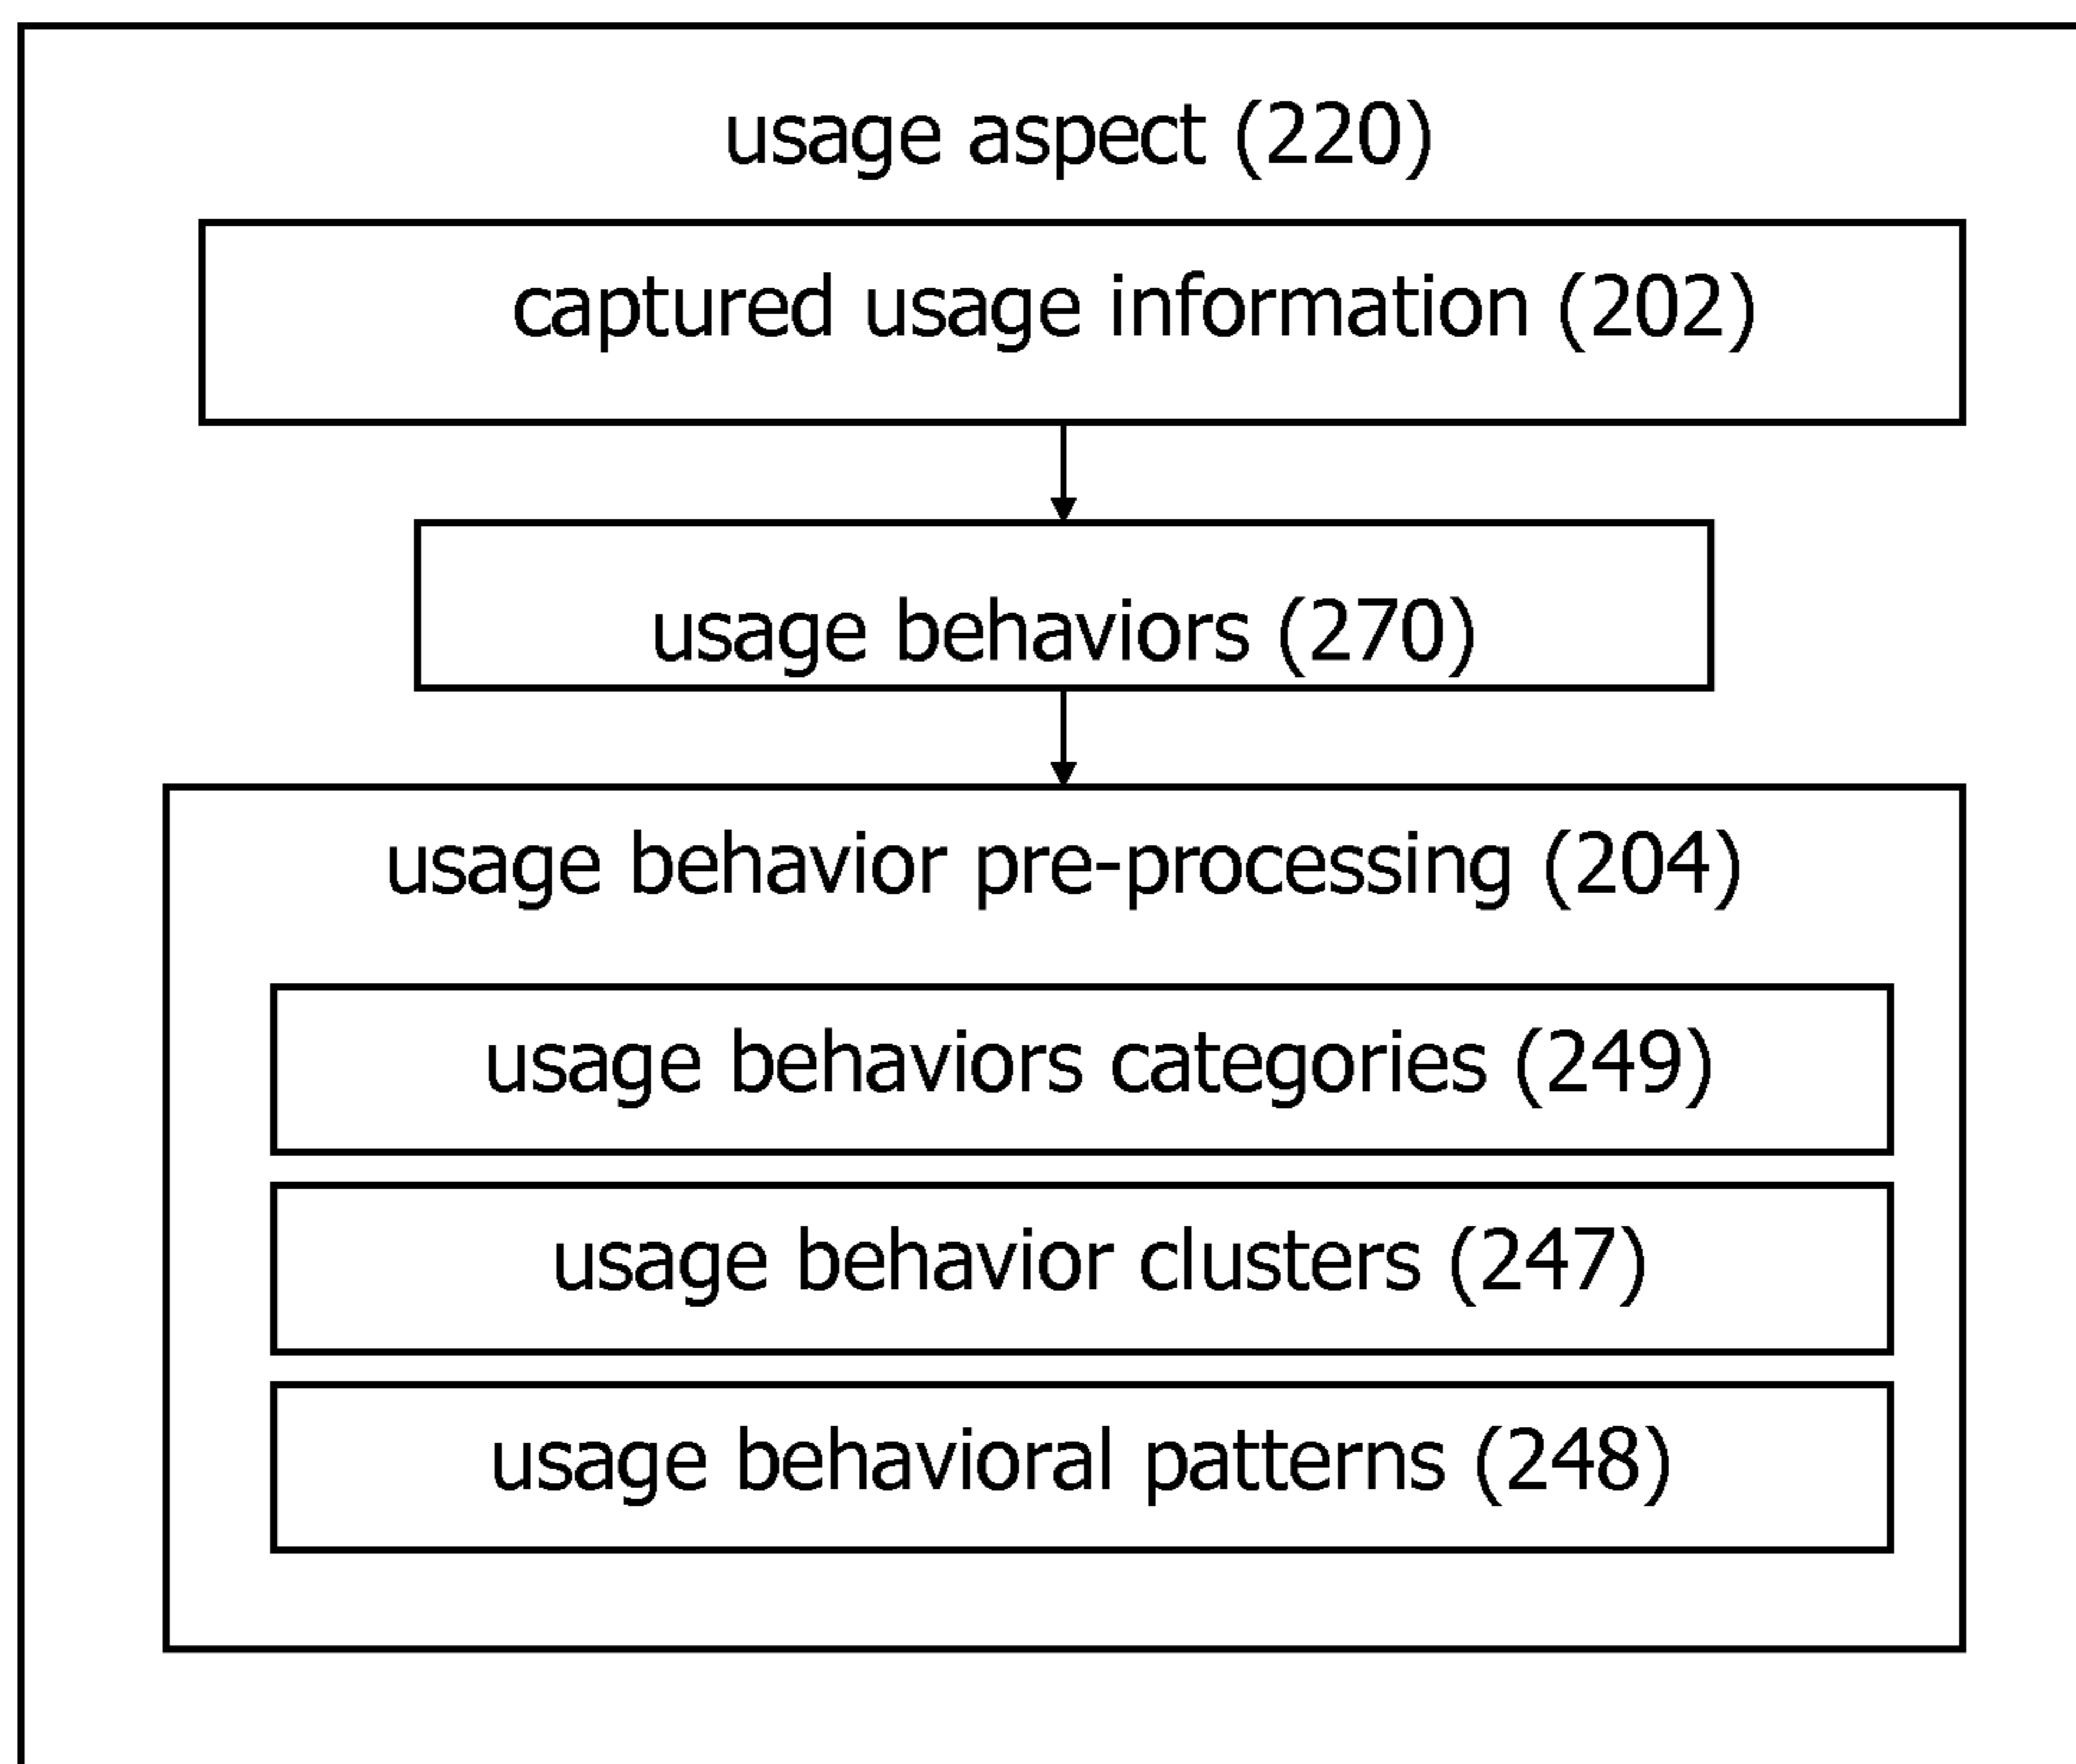 usage aspect (220)
captured usage information (202)
usage behaviors (270)
usage behavior pre-processing (204)
usage behaviors categories (249)
usage behavior clusters (247)
usage behavioral patterns (248)